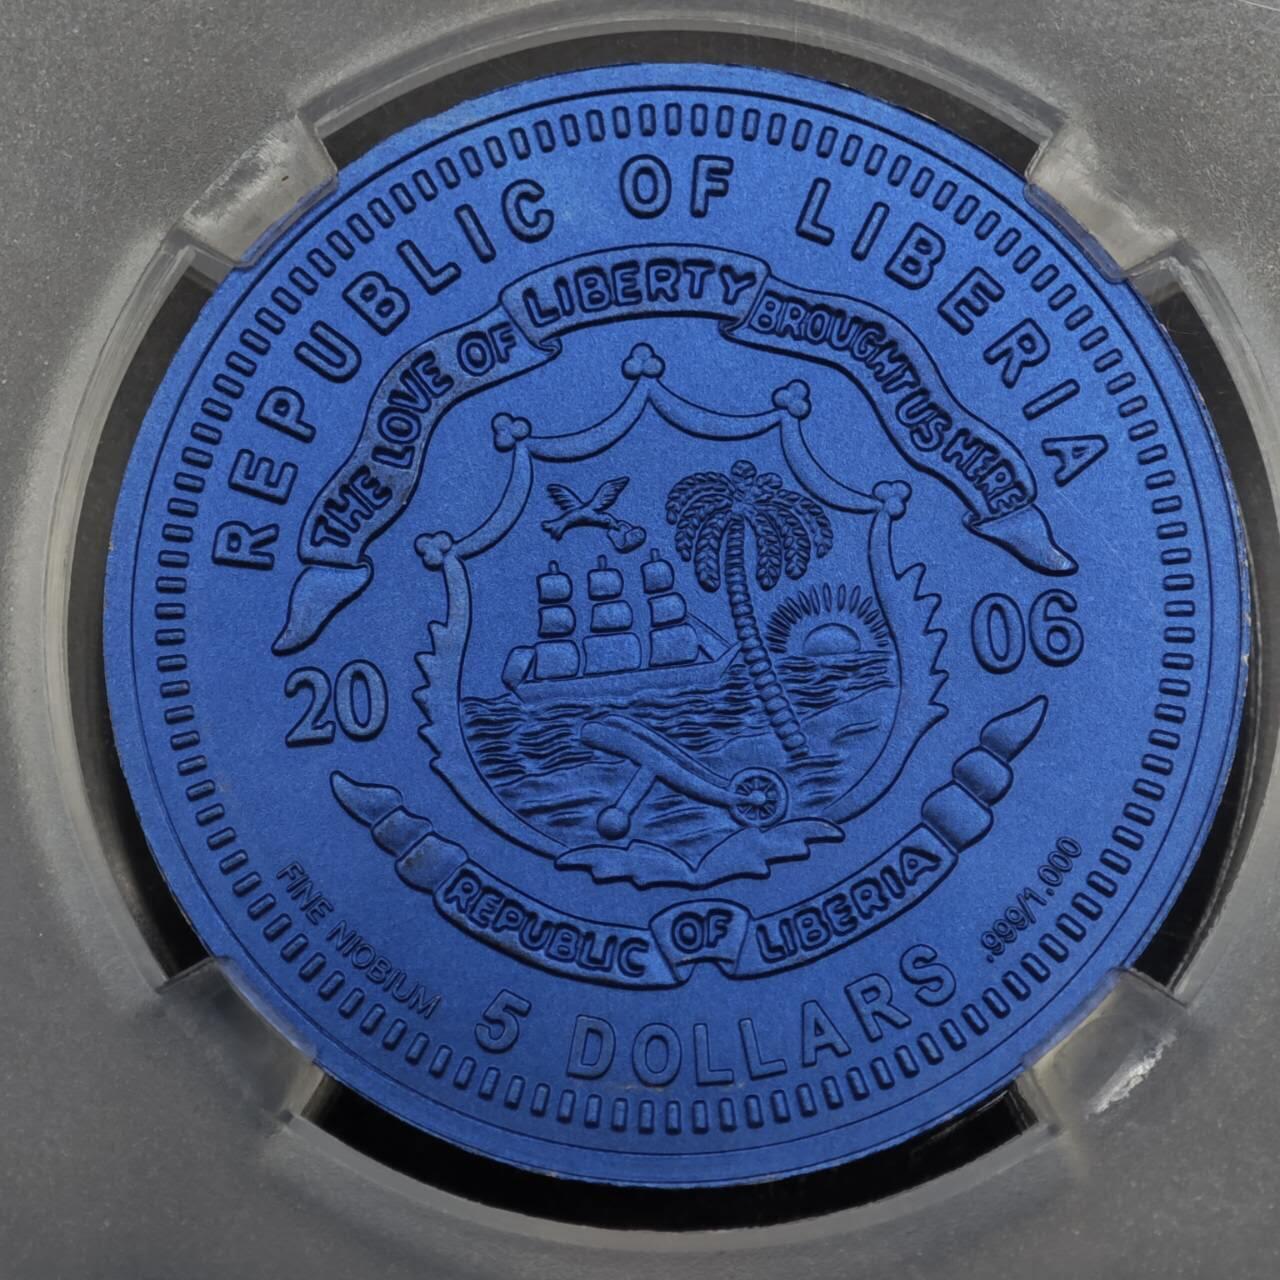 REPUBLIC OF LIBERIA
THE LOVE OF LIBERTY BROUGHT US HERE
20 06
REPUBLIC OF LIBERIA
FINE NIOBIUM
.999/1.000
5 DOLLARS